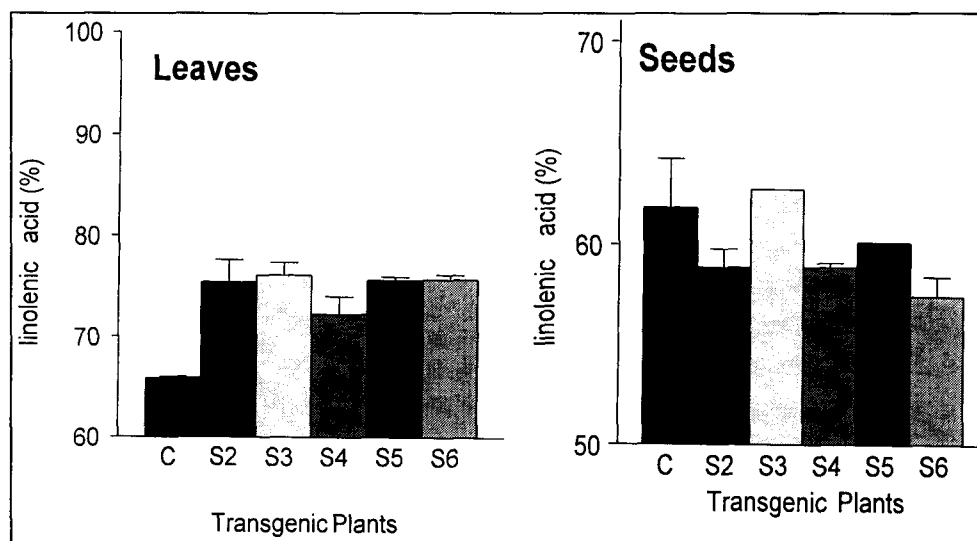 Leaves
linolenic acid (%)
100
90
80
70
60
C S2 S3 S4 S5 S6
Transgenic Plants
Seeds
linolenic acid (%)
70
60
50
C S2 S3 S4 S5 S6
Transgenic Plants